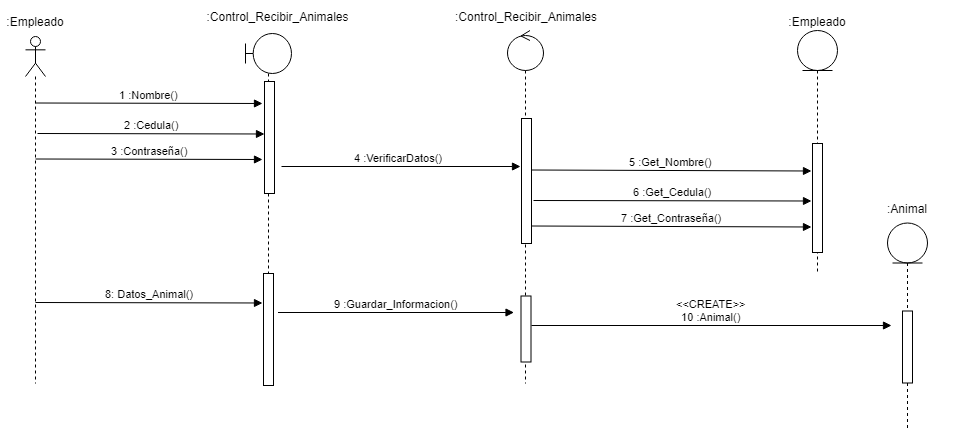 :Empleado
:Control_Recibir_Animales
:Control_Recibir_Animales
:Empleado
1 :Nombre()
2 :Cedula()
3 :Contraseña()
4 :VerificarDatos()
5 :Get_Nombre()
6 :Get_Cedula()
7 :Get_Contraseña()
:Animal
8: Datos_Animal()
9 :Guardar_Informacion()
<<CREATE>>
10 :Animal()